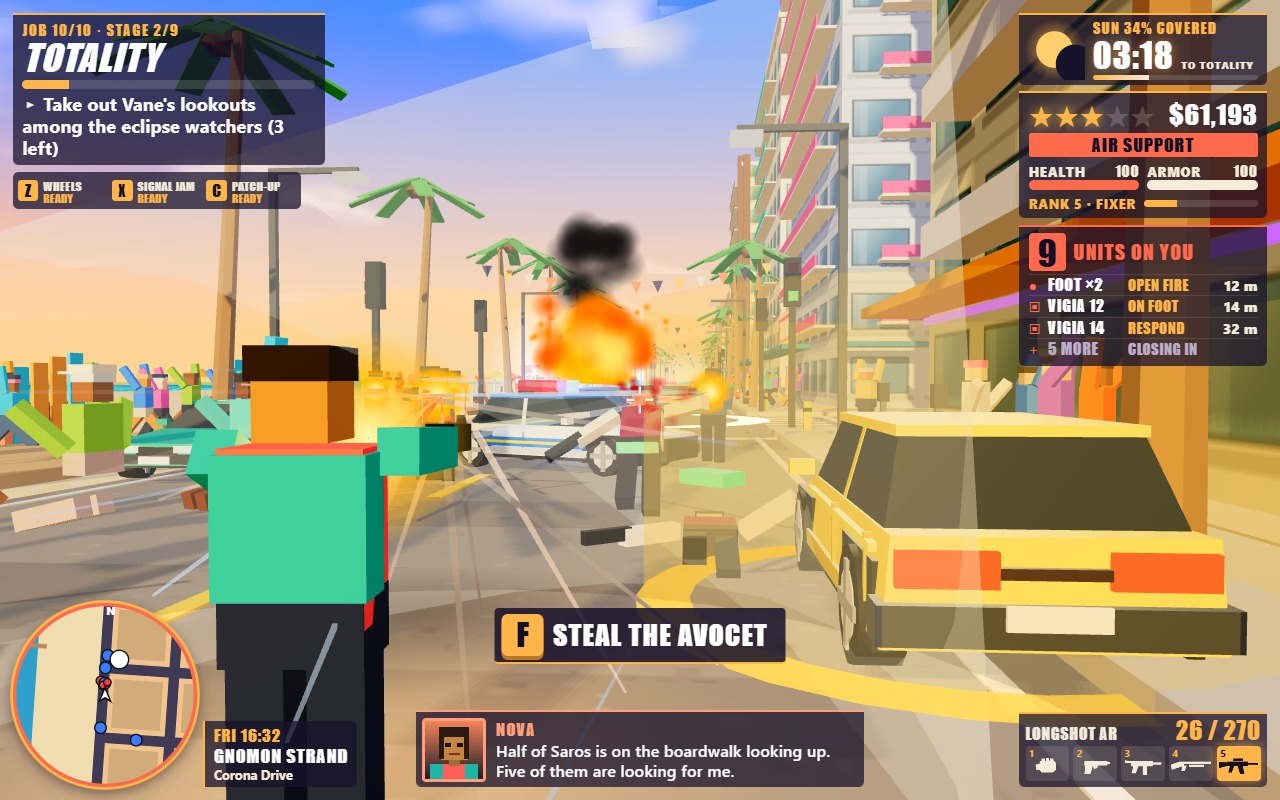 JOB 10/10 · STAGE 2/9
TOTALITY
▸ Take out Vane's lookouts
among the eclipse watchers (3
left)
Z WHEELS READY
X SIGNAL JAM READY
C PATCH-UP READY
SUN 34% COVERED
03:18 TO TOTALITY
$61,193
AIR SUPPORT
HEALTH 100 ARMOR 100
RANK 5 · FIXER
9 UNITS ON YOU
FOOT ×2 OPEN FIRE 12 m
VIGIA 12 ON FOOT 14 m
VIGIA 14 RESPOND 32 m
+ 5 MORE CLOSING IN
F STEAL THE AVOCET
N
FRI 16:32
GNOMON STRAND
Corona Drive
NOVA
Half of Saros is on the boardwalk looking up.
Five of them are looking for me.
LONGSHOT AR 26 / 270
1 2 3 4 5